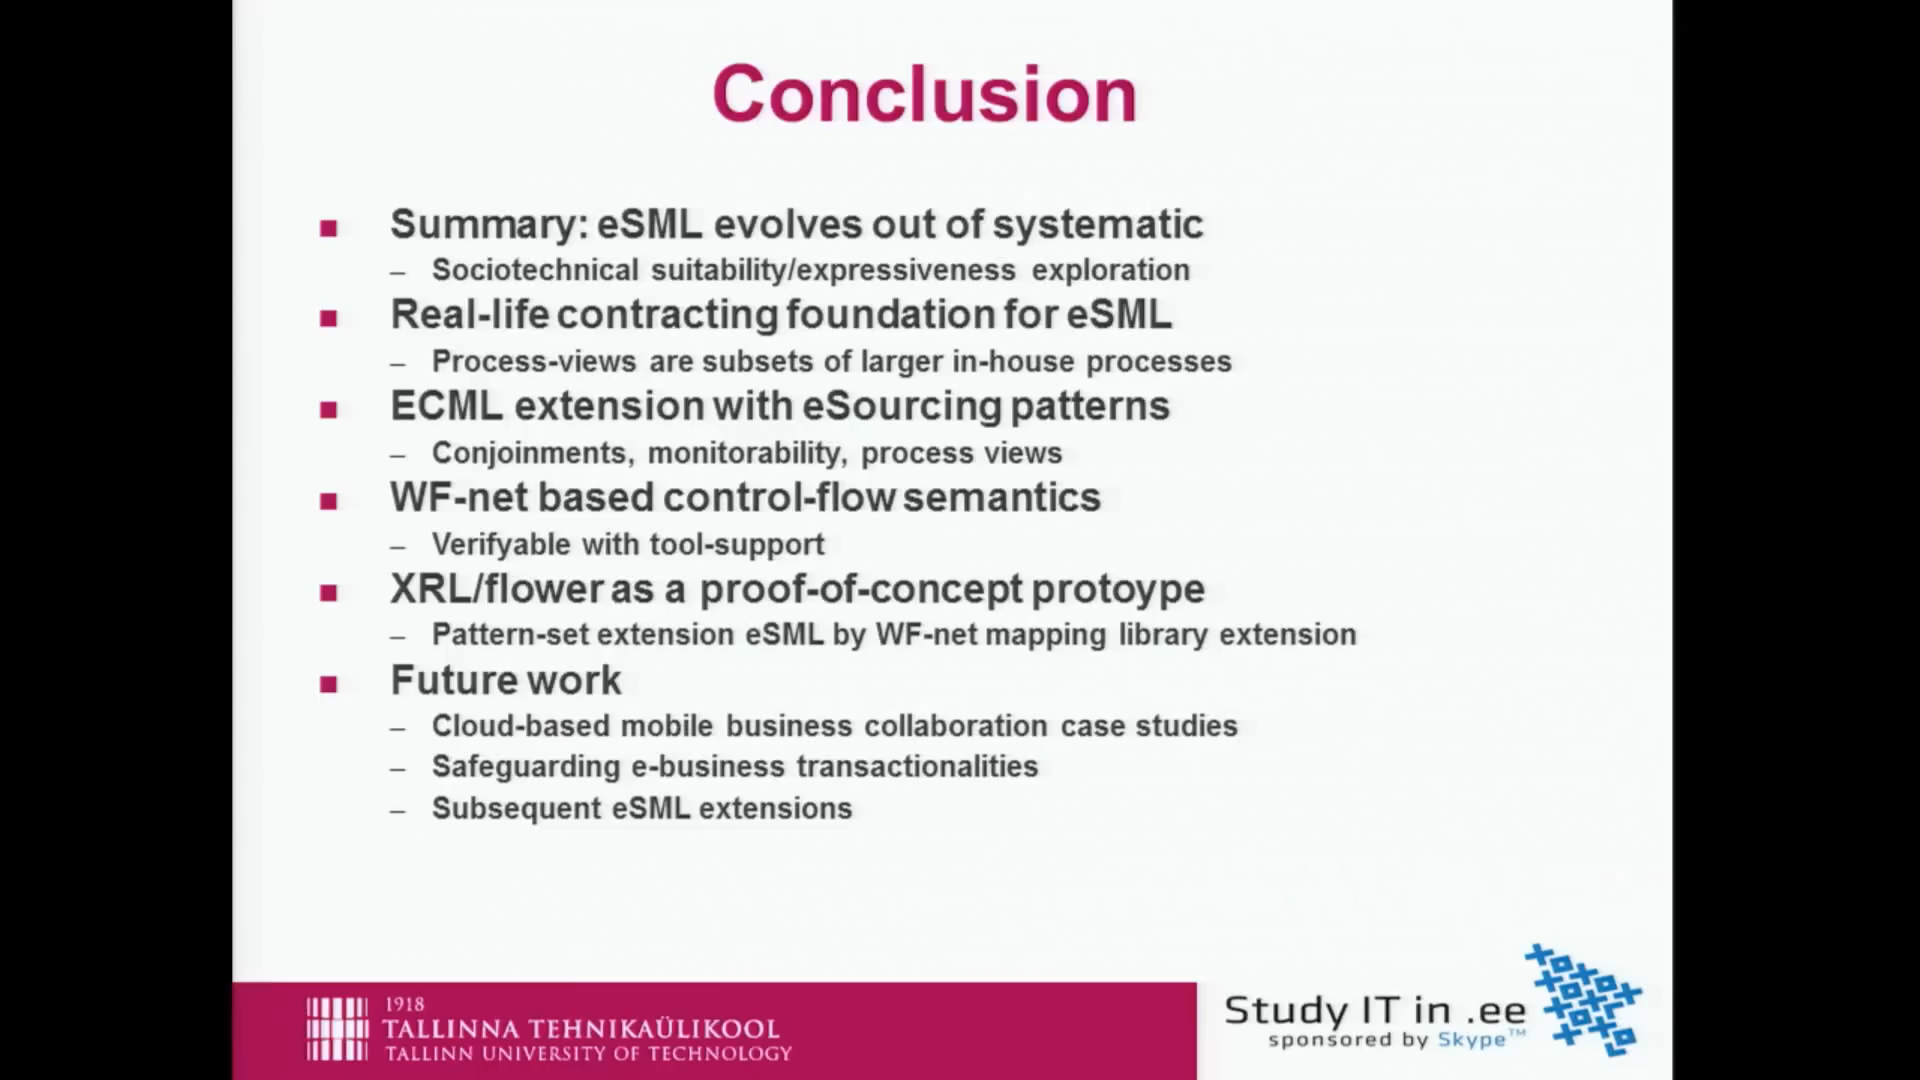 Conclusion
Summary: eSML evolves out of systematic
– Sociotechnical suitability/expressiveness exploration
Real-life contracting foundation for eSML
– Process-views are subsets of larger in-house processes
ECML extension with eSourcing patterns
– Conjoinments, monitorability, process views
WF-net based control-flow semantics
– Verifyable with tool-support
XRL/flower as a proof-of-concept protoype
– Pattern-set extension eSML by WF-net mapping library extension
Future work
– Cloud-based mobile business collaboration case studies
– Safeguarding e-business transactionalities
– Subsequent eSML extensions
1918
TALLINNA TEHNIKAÜLIKOOL
TALLINN UNIVERSITY OF TECHNOLOGY
Study IT in .ee
sponsored by Skype™